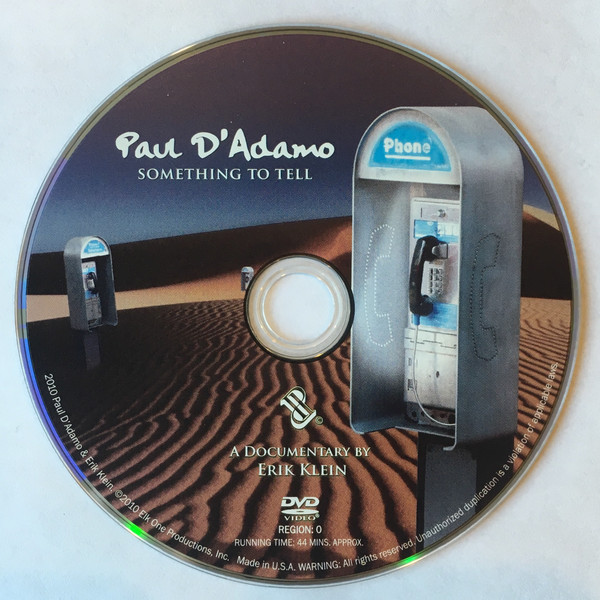 Paul D'Adamo
SOMETHING TO TELL
Phone
A DOCUMENTARY BY
ERIK KLEIN
DVD
VIDEO
REGION: 0
RUNNING TIME: 44 MINS. APPROX.
2010 Paul D'Adamo & Erik Klein. ©2010 Elk One Productions, Inc. Made in U.S.A. WARNING: All rights reserved. Unauthorized duplication is a violation of applicable laws.